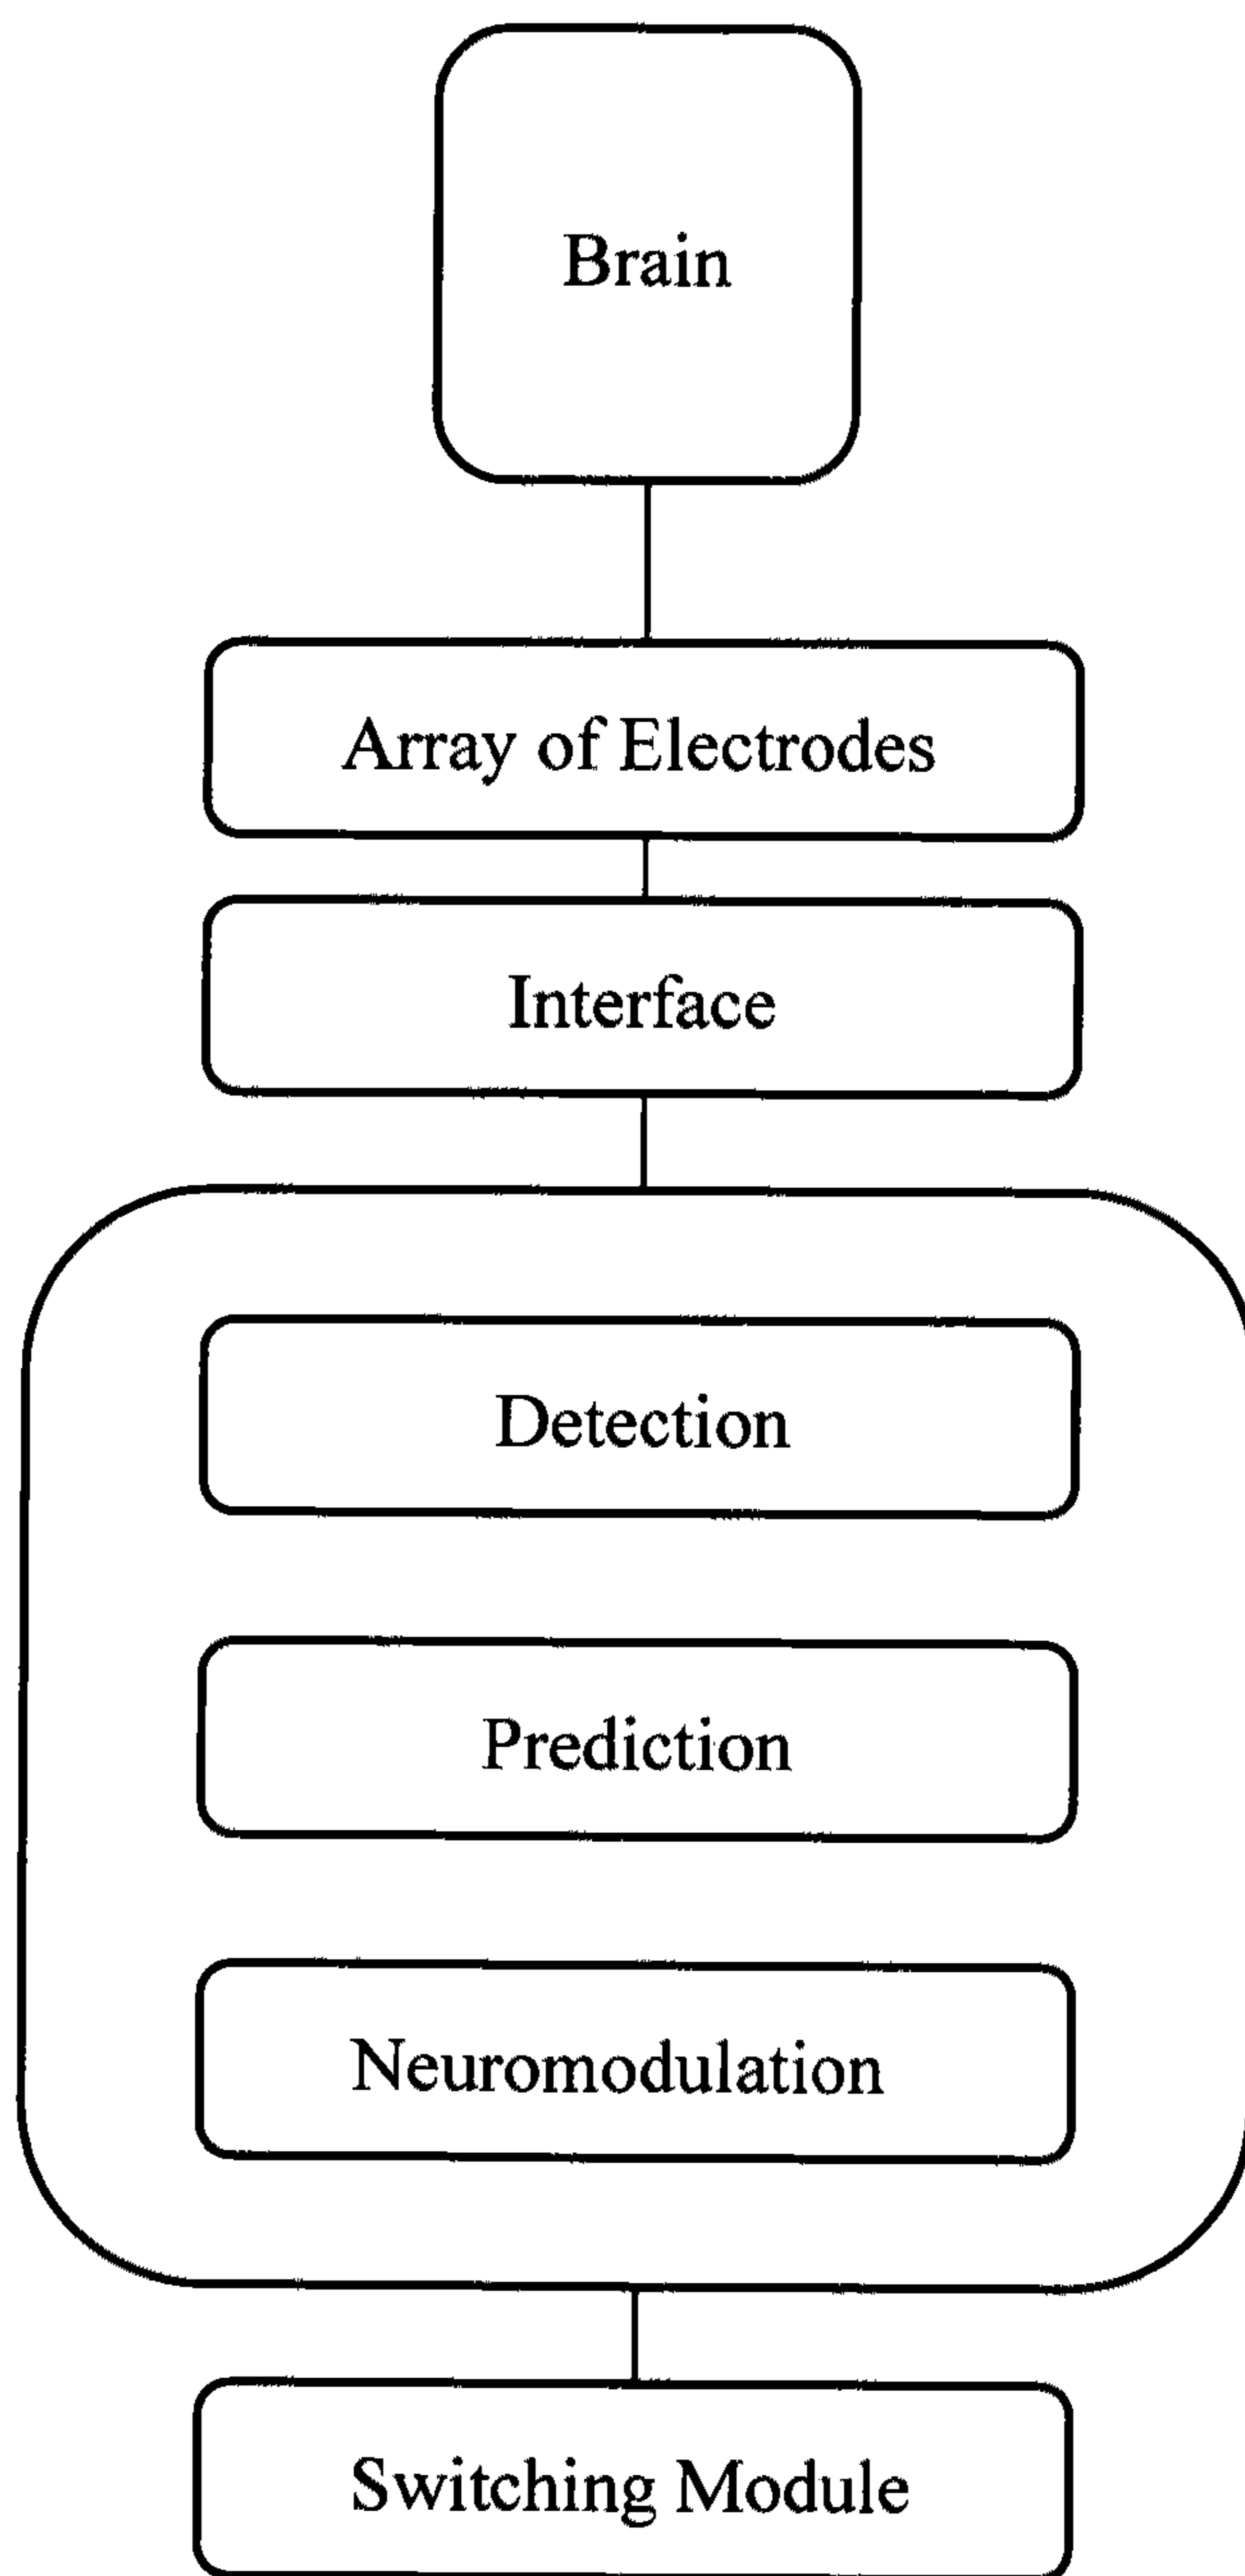 Brain
Array of Electrodes
Interface
Detection
Prediction
Neuromodulation
Switching Module